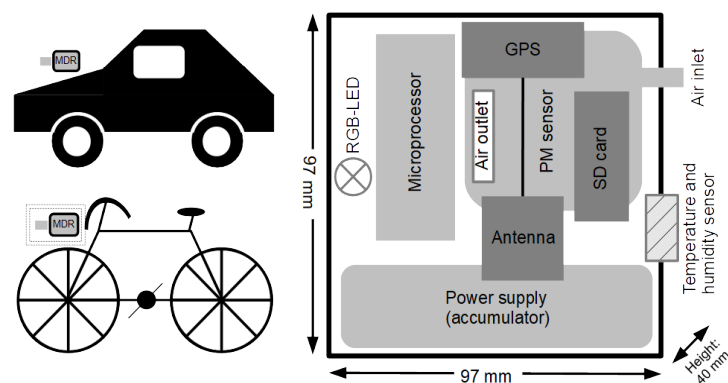 MDR
MDR
GPS
Air inlet
RGB-LED
Microprocessor
Air outlet
PM sensor
SD card
97 mm
Temperature and
humidity sensor
Antenna
Power supply
(accumulator)
Height:
40 mm
97 mm